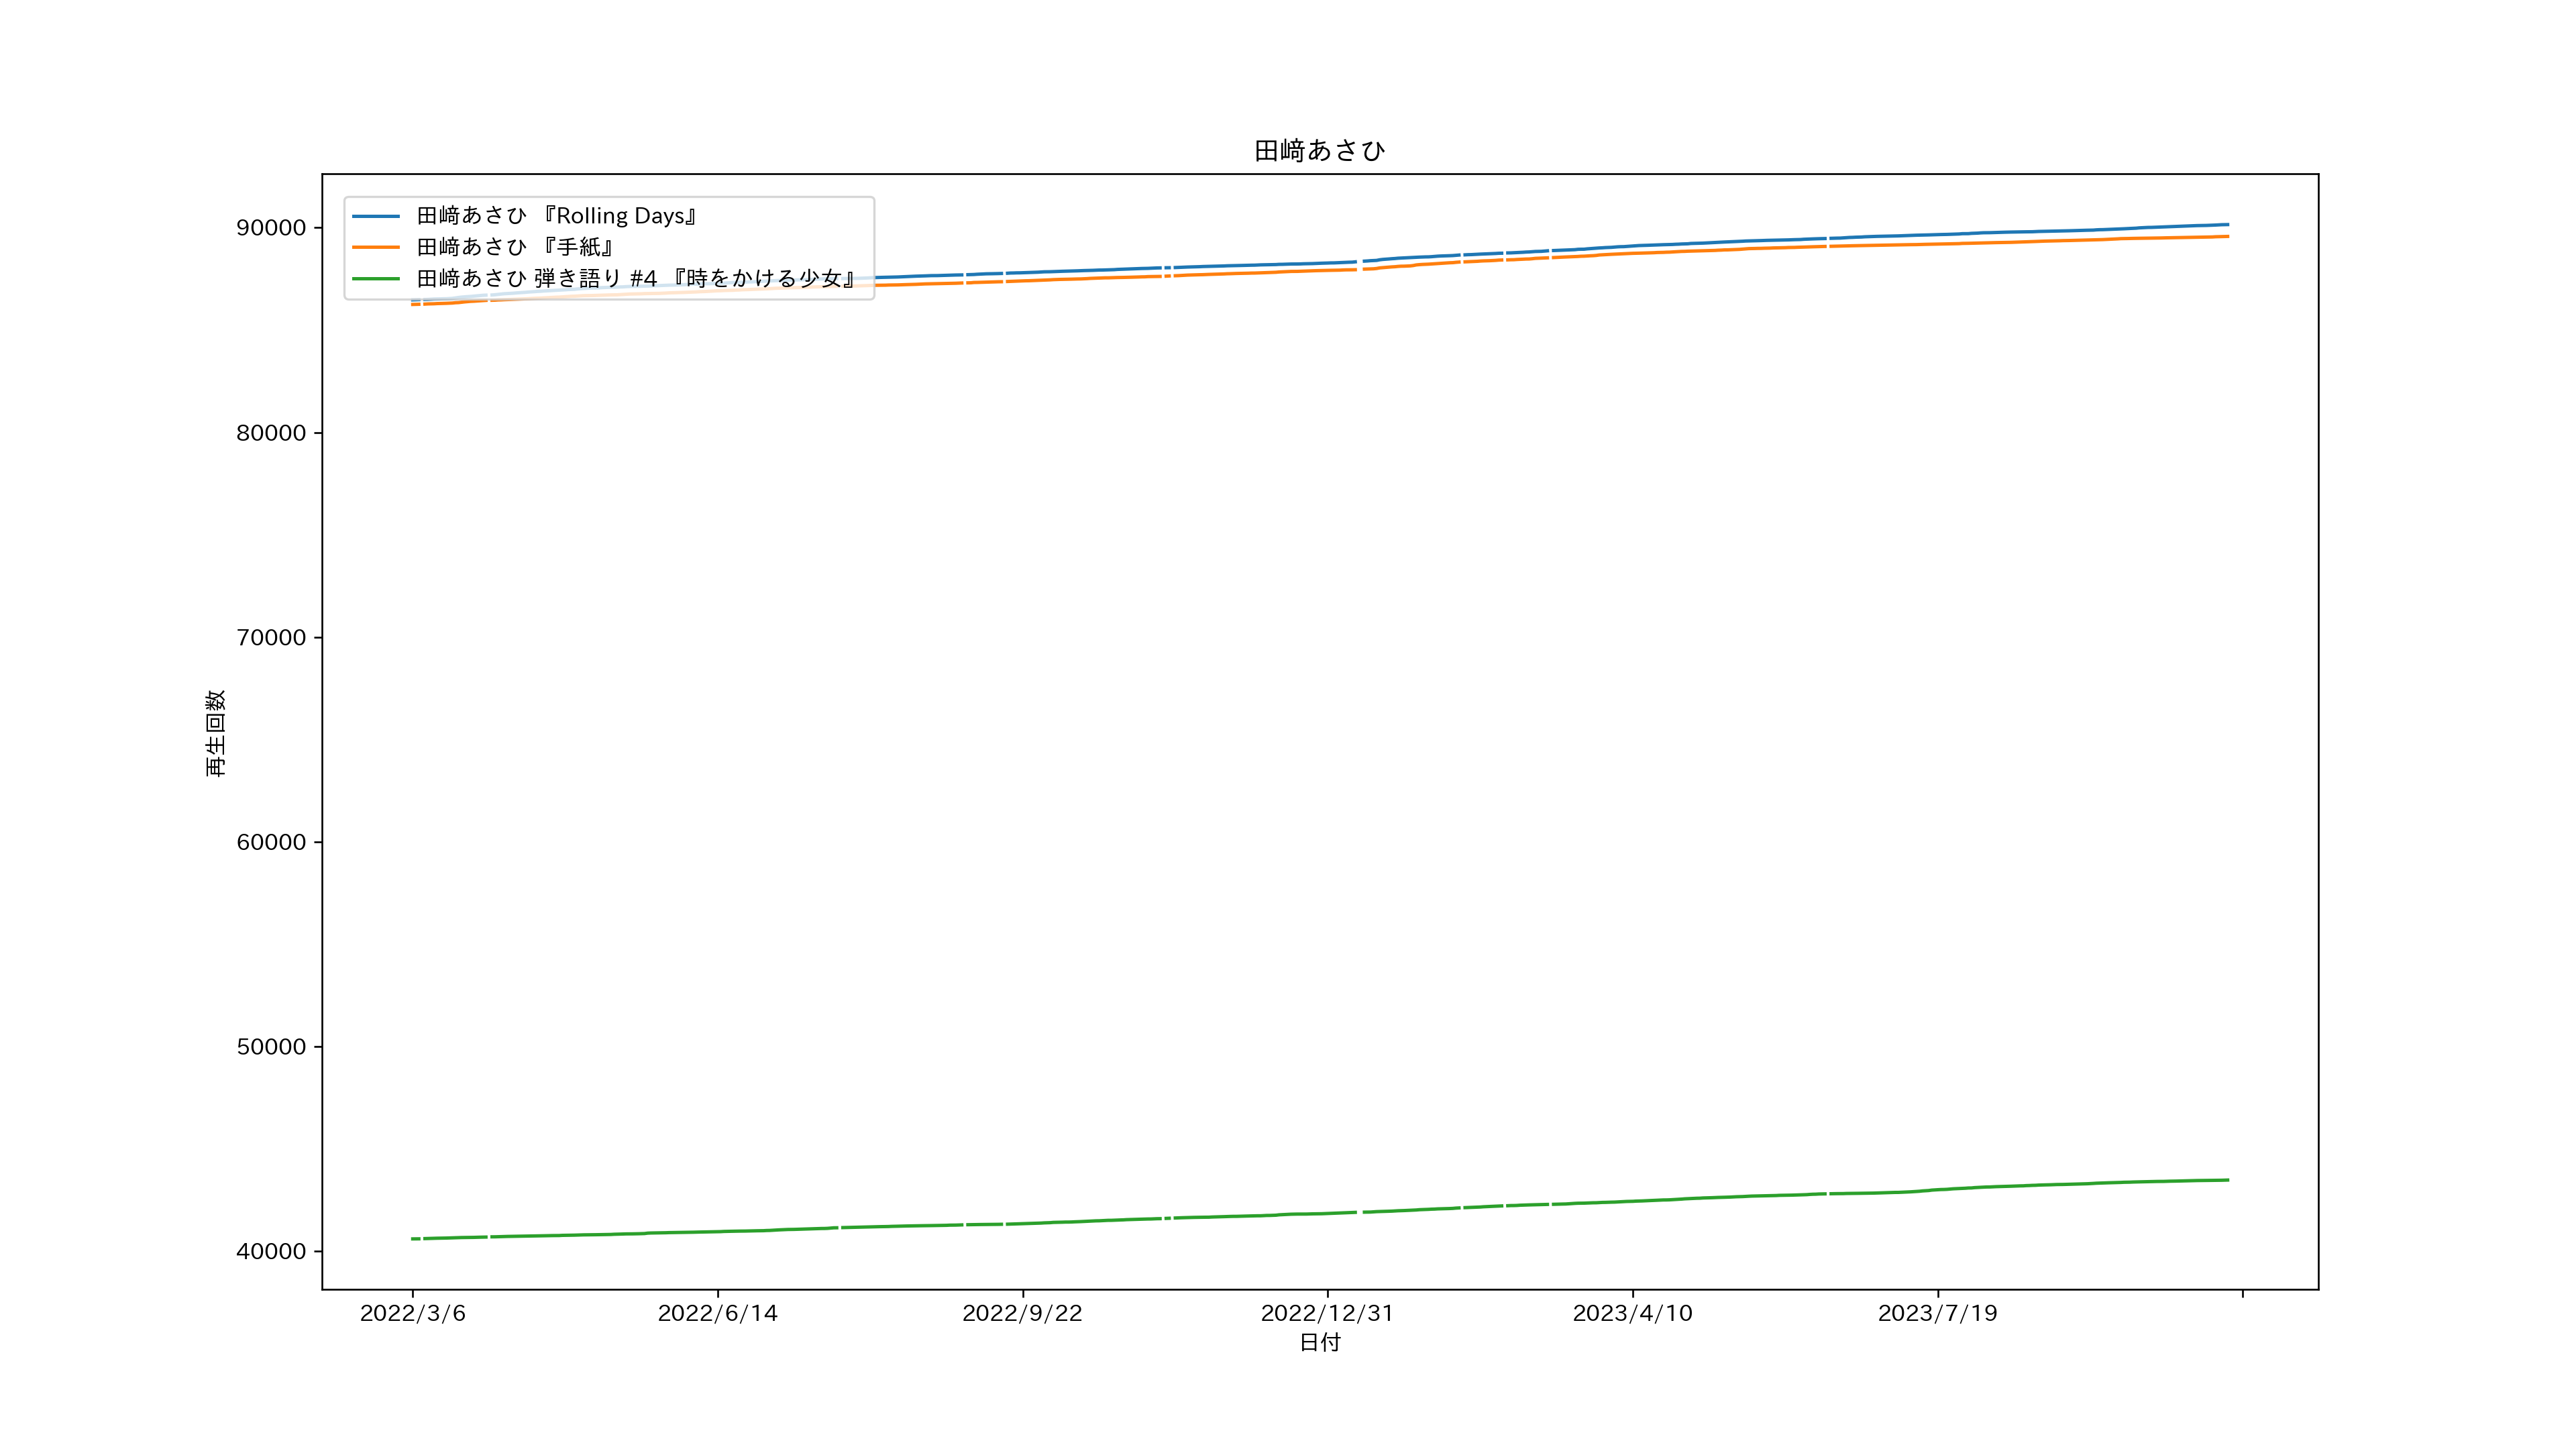 田﨑あさひ
田﨑あさひ 『Rolling Days』
田﨑あさひ 『手紙』
田﨑あさひ 弾き語り #4 『時をかける少女』
90000
80000
70000
60000
50000
40000
再生回数
2022/3/6 2022/6/14 2022/9/22 2022/12/31 2023/4/10 2023/7/19
日付